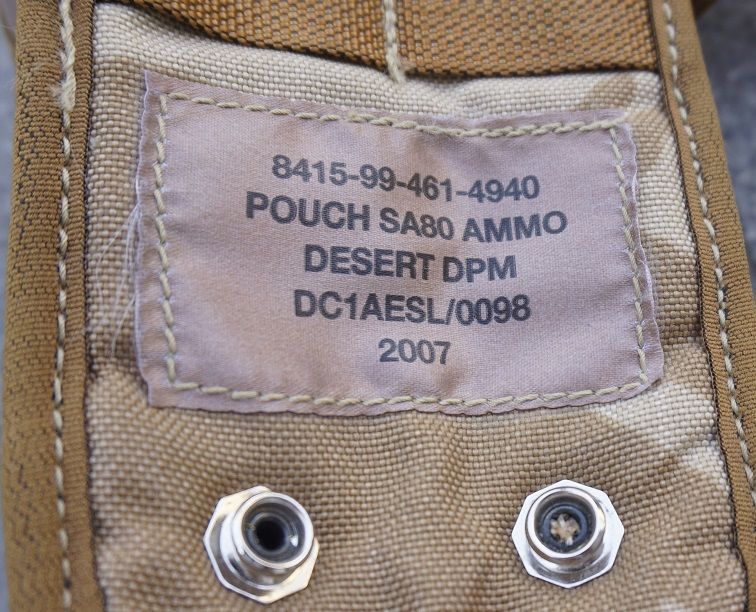 8415-99-461-4940
POUCH SA80 AMMO
DESERT DPM
DC1AESL/0098
2007